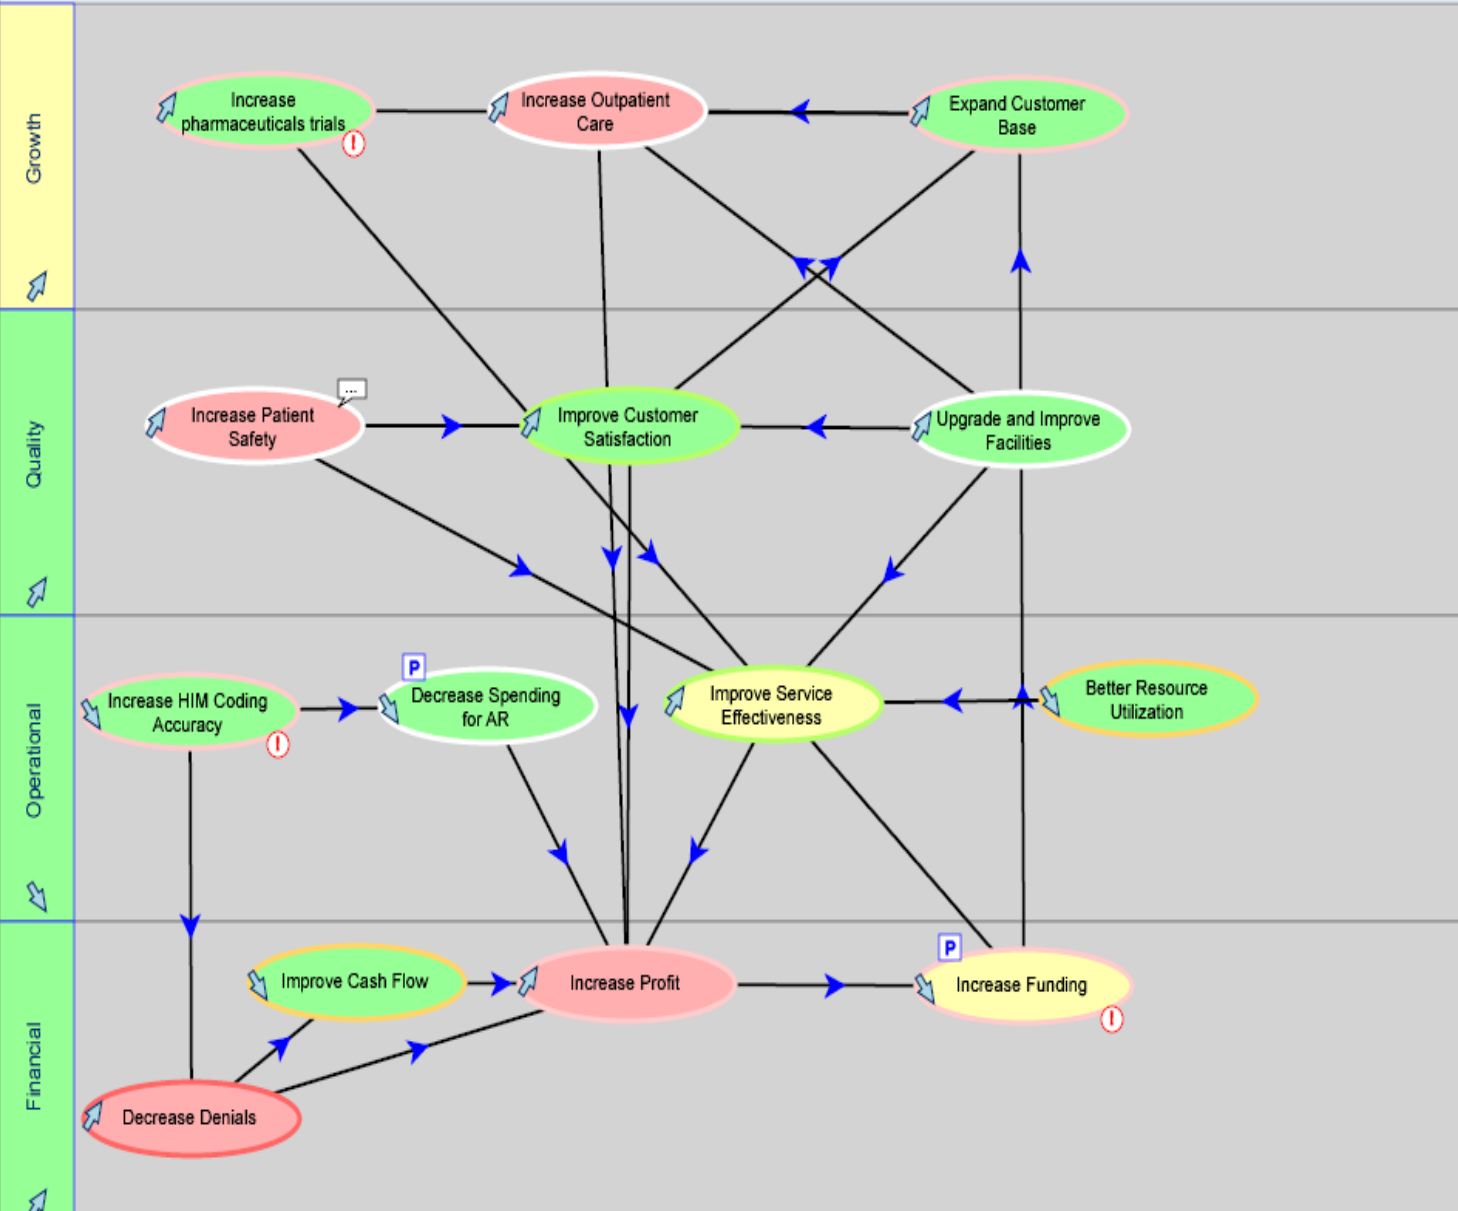 Growth
Increase
pharmaceuticals trials
!
Increase Outpatient
Care
Expand Customer
Base
Quality
...
Increase Patient
Safety
Improve Customer
Satisfaction
Upgrade and Improve
Facilities
Operational
Increase HIM Coding
Accuracy
!
P
Decrease Spending
for AR
Improve Service
Effectiveness
Better Resource
Utilization
Financial
Improve Cash Flow
Increase Profit
P
Increase Funding
!
Decrease Denials